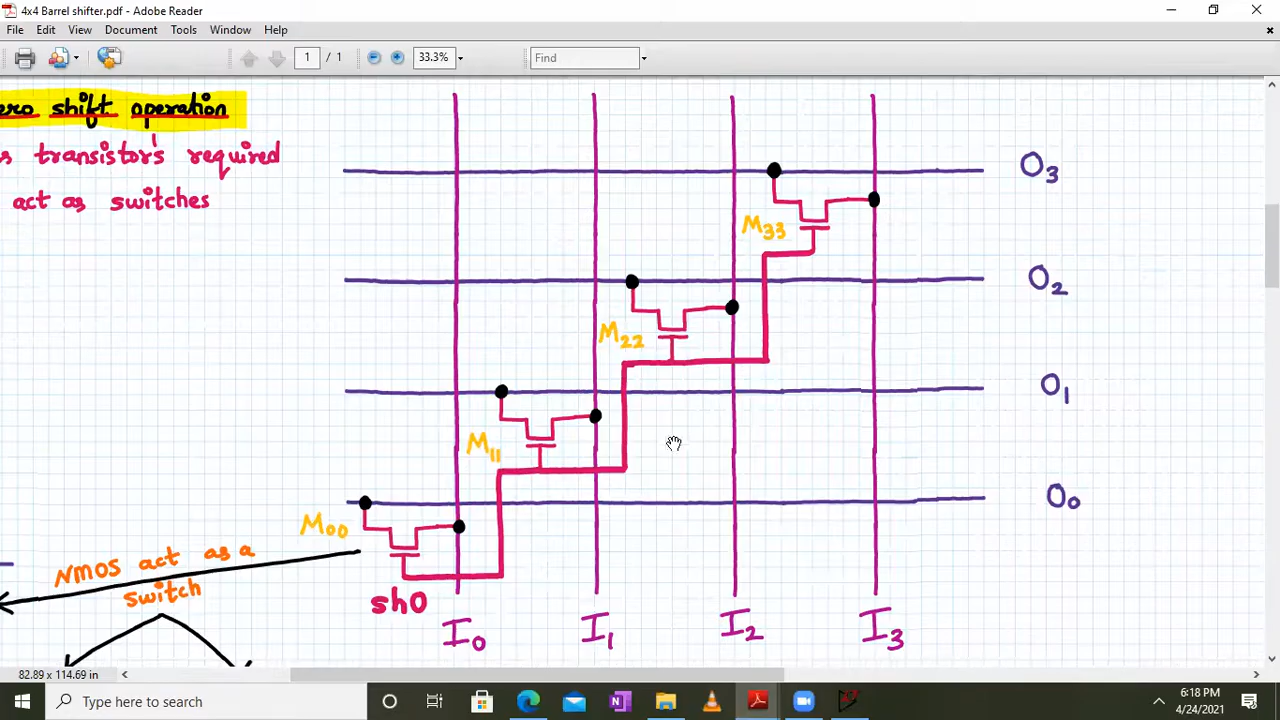 4x4 Barrel shifter.pdf - Adobe Reader
File Edit View Document Tools Window Help
1 / 1 33.3% Find
ero shift operation
s transistor's required
act as switches
O3
M33
O2
M22
O1
M11
O0
M00
NMOS act as a
switch
sh0
I0 I1 I2 I3
82.89 x 114.69 in
Type here to search
6:18 PM
4/24/2021